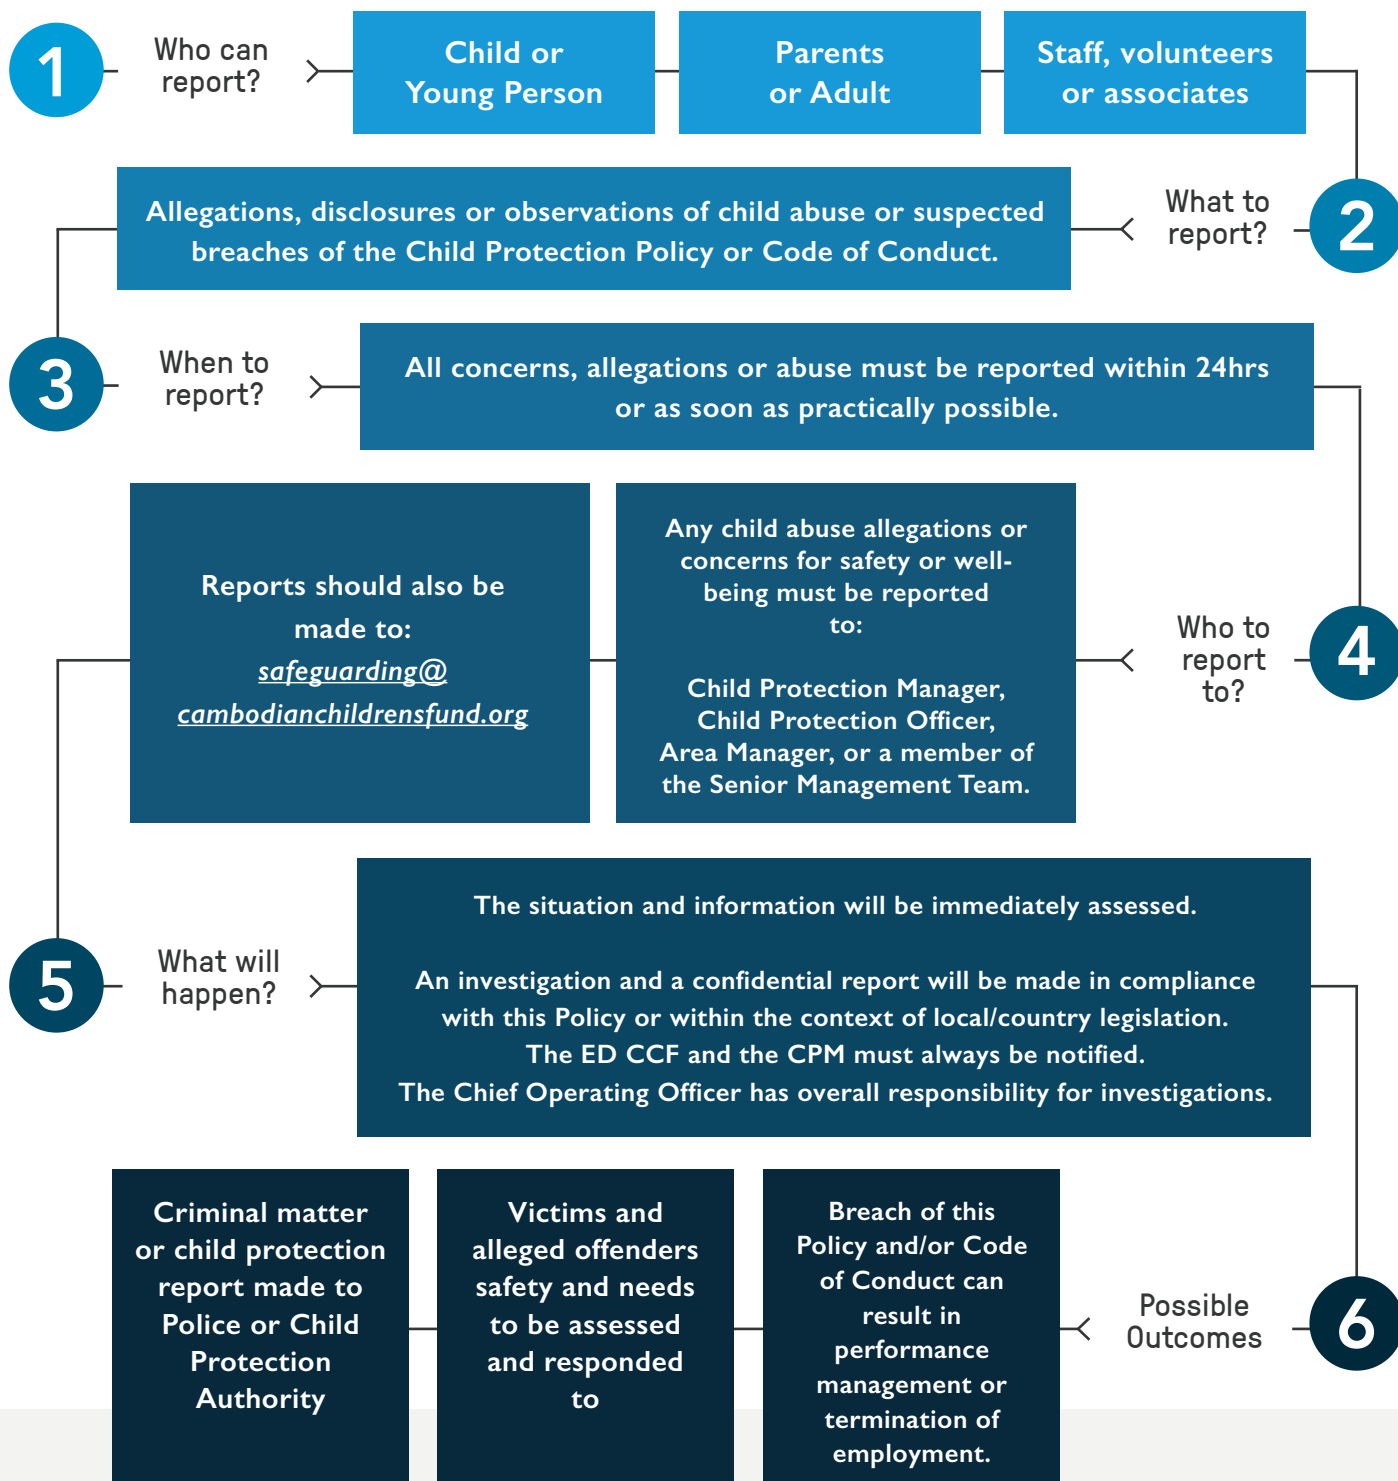 1
Who can
report?
Child or
Young Person
Parents
or Adult
Staff, volunteers
or associates
2
What to
report?
Allegations, disclosures or observations of child abuse or suspected
breaches of the Child Protection Policy or Code of Conduct.
3
When to
report?
All concerns, allegations or abuse must be reported within 24hrs
or as soon as practically possible.
4
Who to
report
to?
Any child abuse allegations or
concerns for safety or well-
being must be reported
to:
Child Protection Manager,
Child Protection Officer,
Area Manager, or a member of
the Senior Management Team.
Reports should also be
made to:
safeguarding@
cambodianchildrensfund.org
5
What will
happen?
The situation and information will be immediately assessed.
An investigation and a confidential report will be made in compliance
with this Policy or within the context of local/country legislation.
The ED CCF and the CPM must always be notified.
The Chief Operating Officer has overall responsibility for investigations.
6
Possible
Outcomes
Breach of this
Policy and/or Code
of Conduct can
result in
performance
management or
termination of
employment.
Victims and
alleged offenders
safety and needs
to be assessed
and responded
to
Criminal matter
or child protection
report made to
Police or Child
Protection
Authority